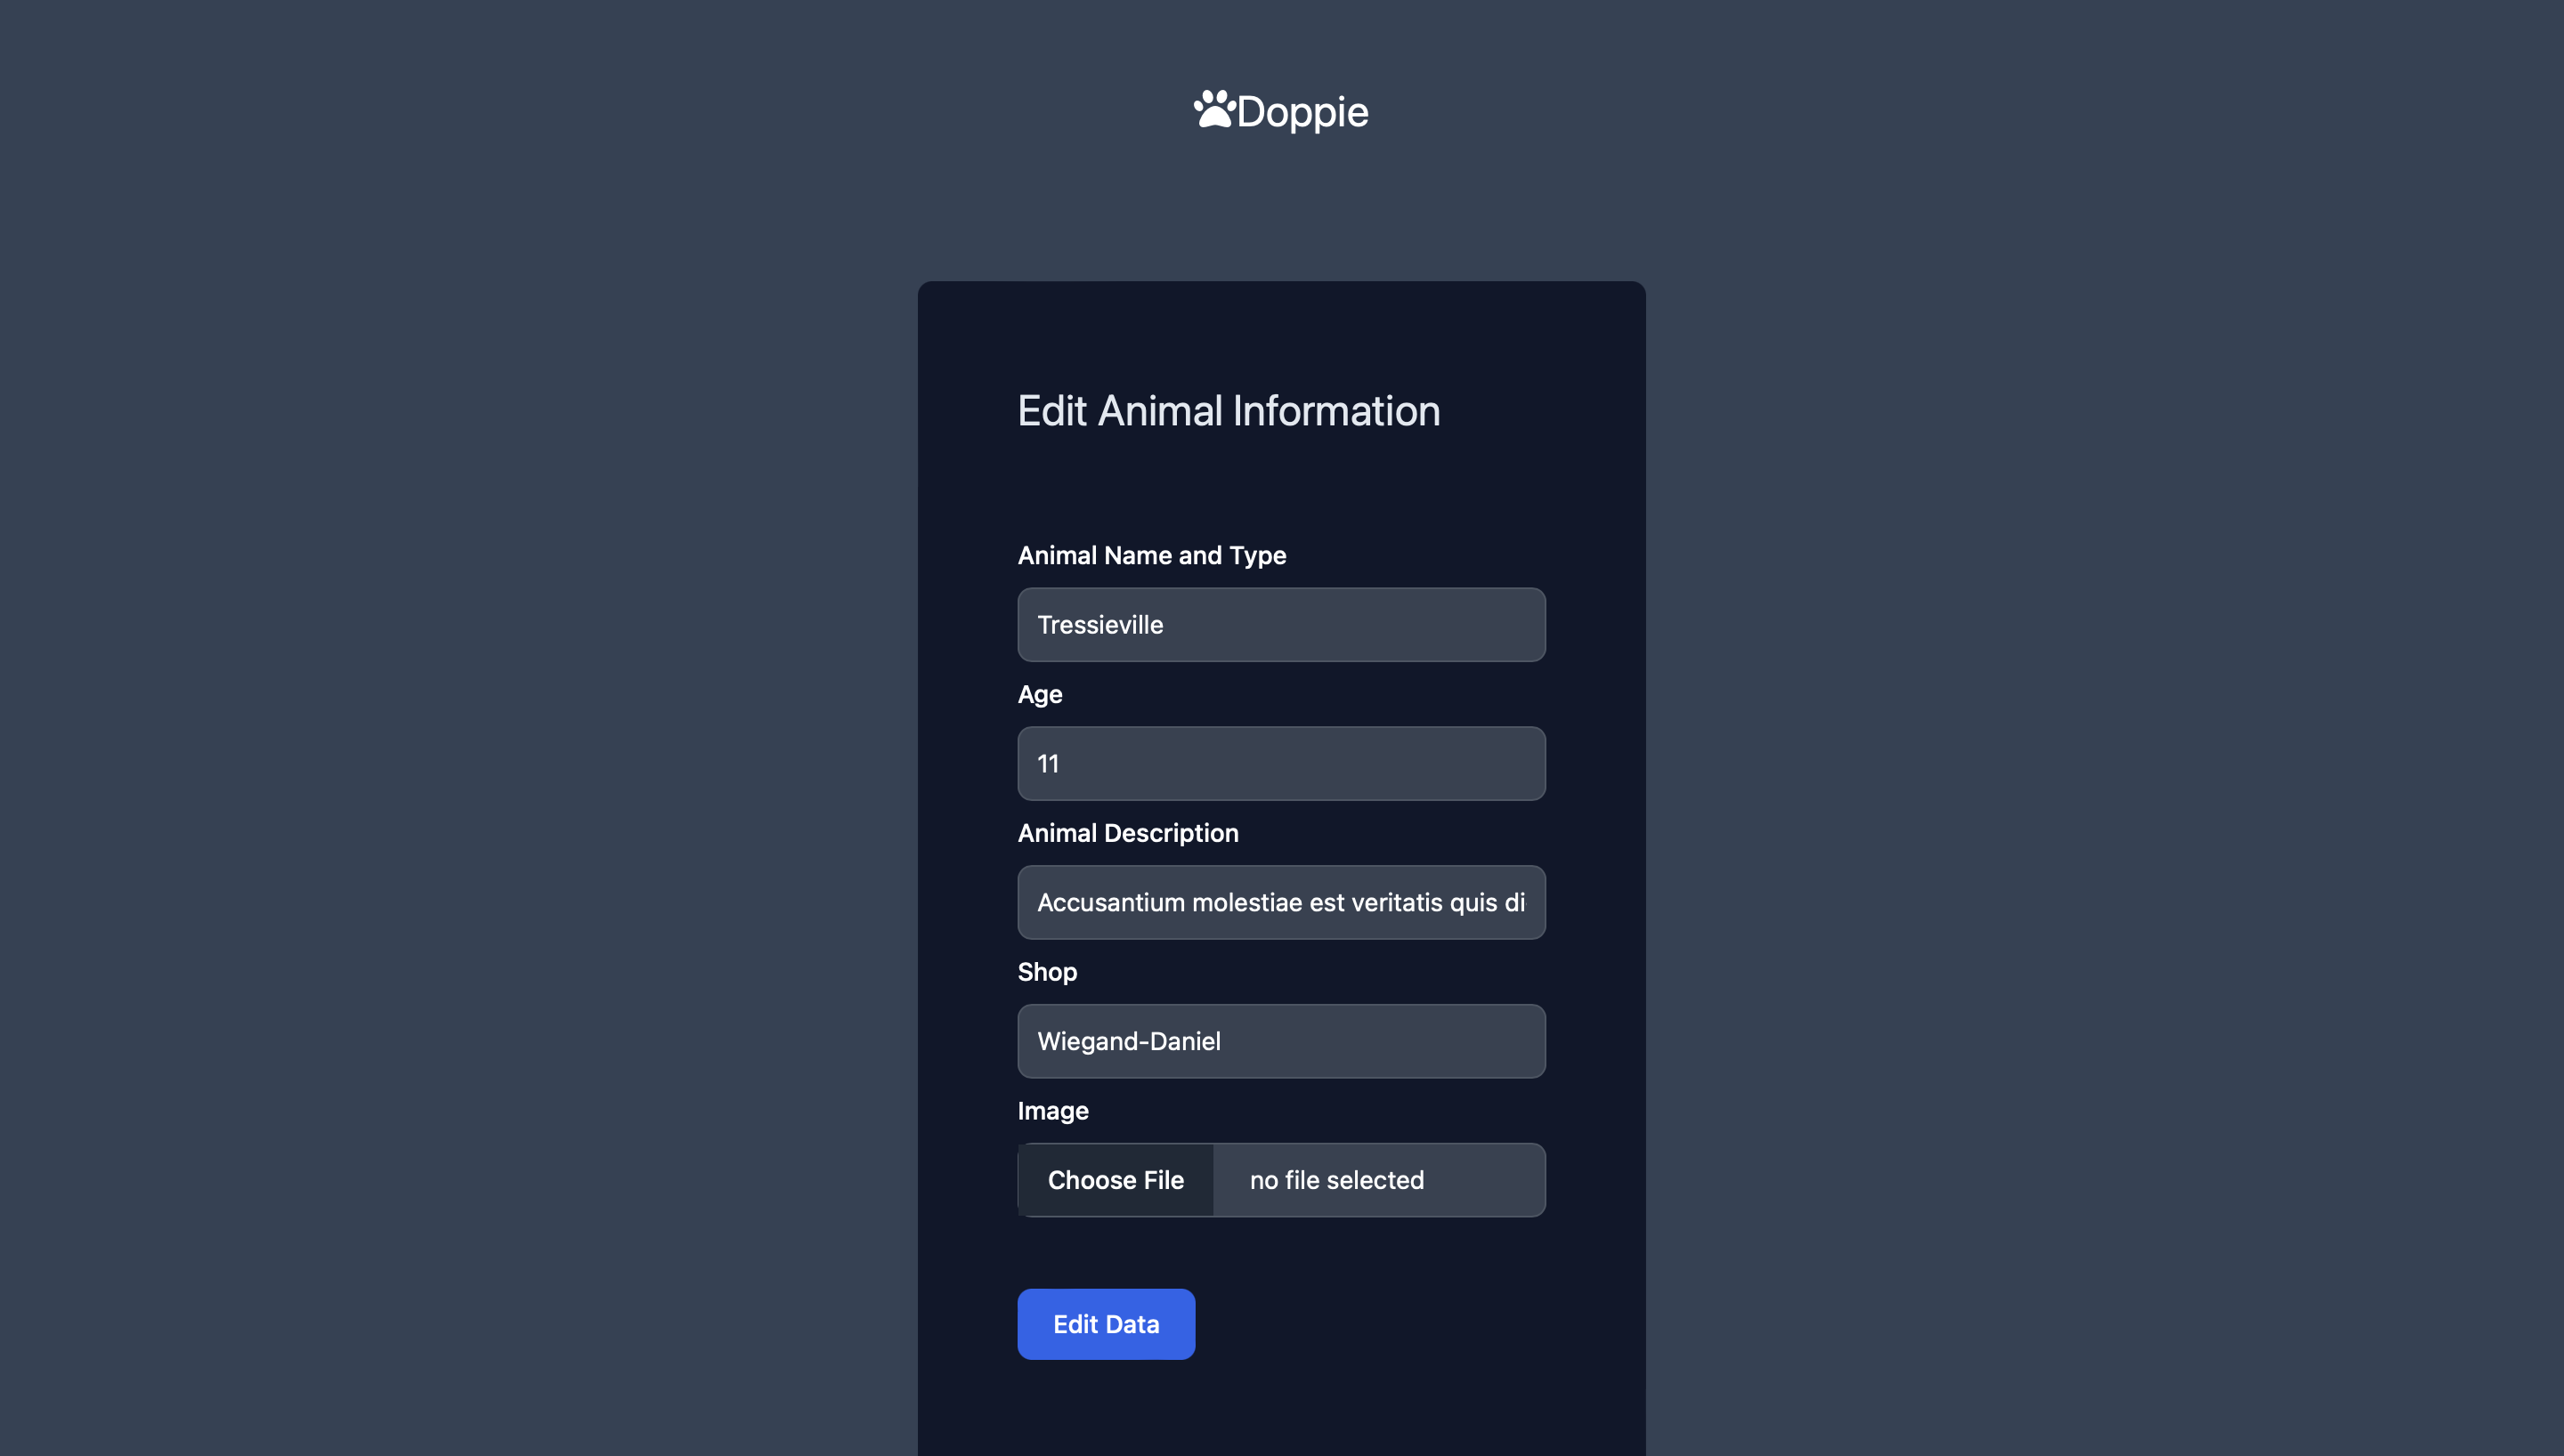 Doppie
Edit Animal Information
Animal Name and Type
Tressieville
Age
11
Animal Description
Accusantium molestiae est veritatis quis di
Shop
Wiegand-Daniel
Image
Choose File no file selected
Edit Data